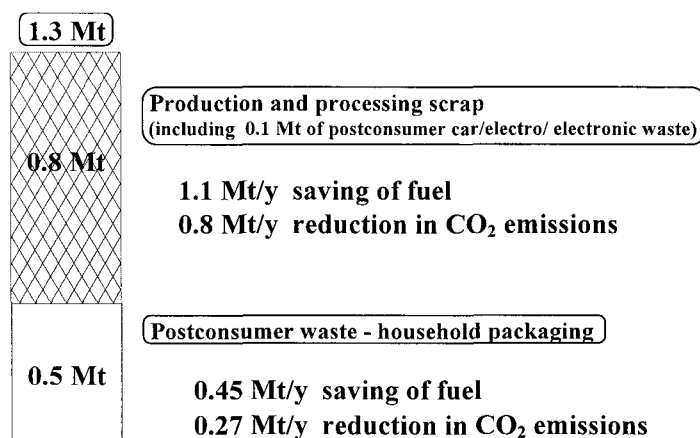 1.3 Mt
Production and processing scrap
(including 0.1 Mt of postconsumer car/electro/ electronic waste)
0.8 Mt
1.1 Mt/y saving of fuel
0.8 Mt/y reduction in CO₂ emissions
Postconsumer waste - household packaging
0.5 Mt
0.45 Mt/y saving of fuel
0.27 Mt/y reduction in CO₂ emissions